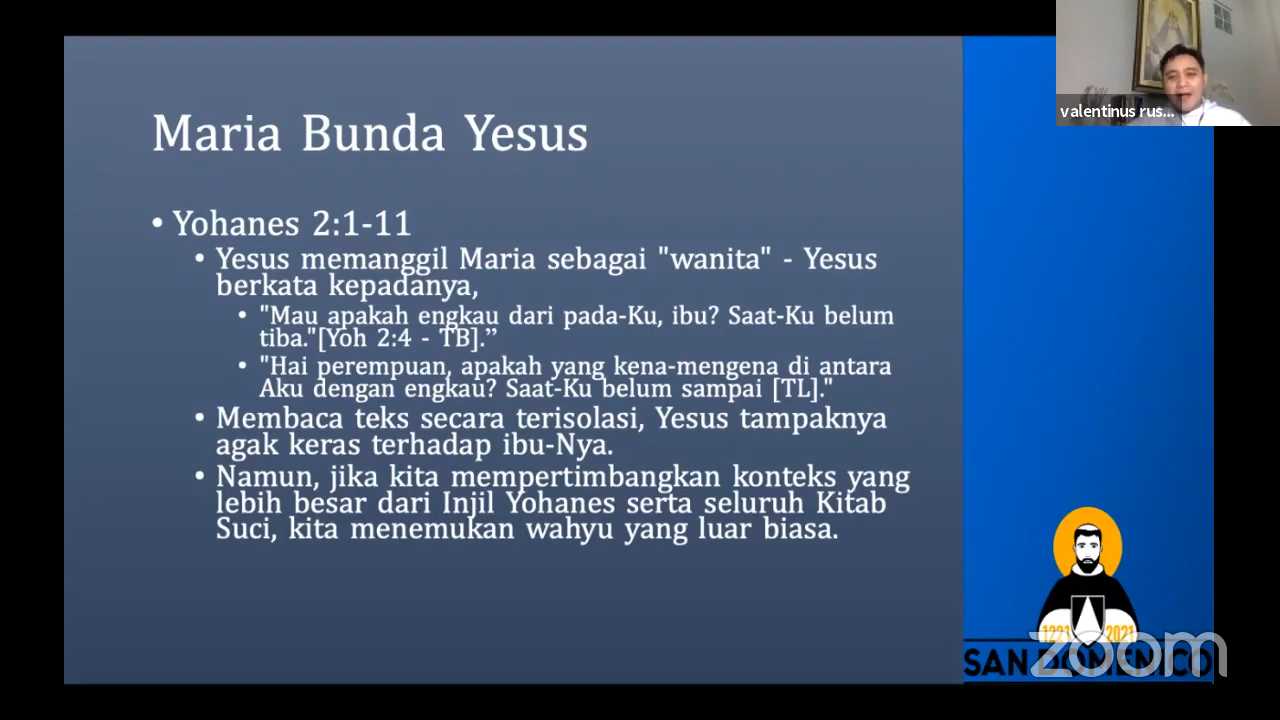 valentinus rus...
Maria Bunda Yesus
• Yohanes 2:1-11
• Yesus memanggil Maria sebagai "wanita" - Yesus
berkata kepadanya,
• "Mau apakah engkau dari pada-Ku, ibu? Saat-Ku belum
tiba."[Yoh 2:4 - TB].”
• "Hai perempuan, apakah yang kena-mengena di antara
Aku dengan engkau? Saat-Ku belum sampai [TL]."
• Membaca teks secara terisolasi, Yesus tampaknya
agak keras terhadap ibu-Nya.
• Namun, jika kita mempertimbangkan konteks yang
lebih besar dari Injil Yohanes serta seluruh Kitab
Suci, kita menemukan wahyu yang luar biasa.
1221 2021
SAN DOMENICO
zoom